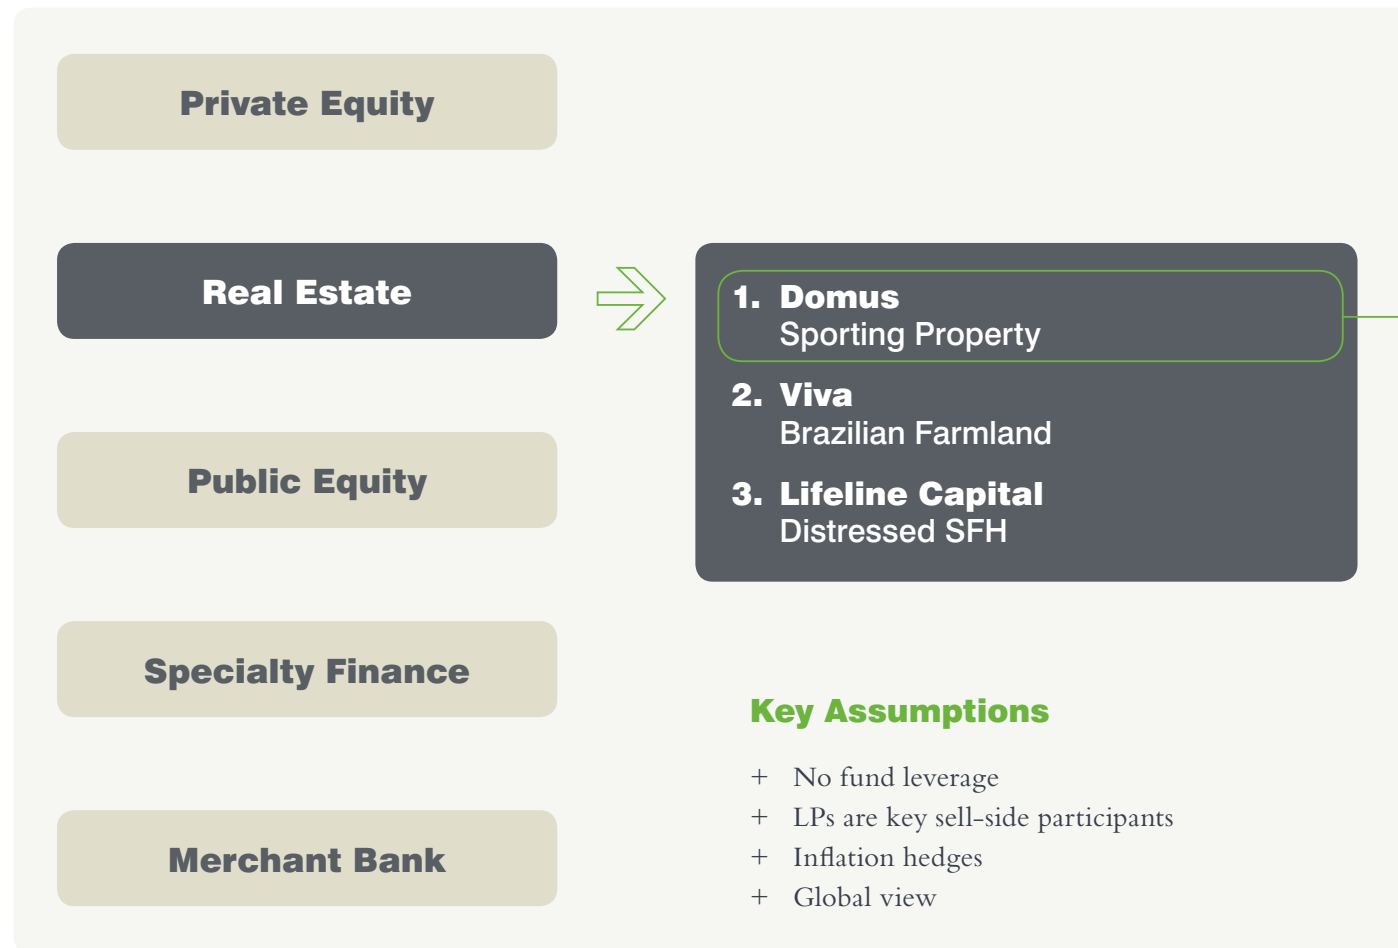 Private Equity
Real Estate
Public Equity
Specialty Finance
Merchant Bank
1. Domus
Sporting Property
2. Viva
Brazilian Farmland
3. Lifeline Capital
Distressed SFH
Key Assumptions
+ No fund leverage
+ LPs are key sell-side participants
+ Inflation hedges
+ Global view